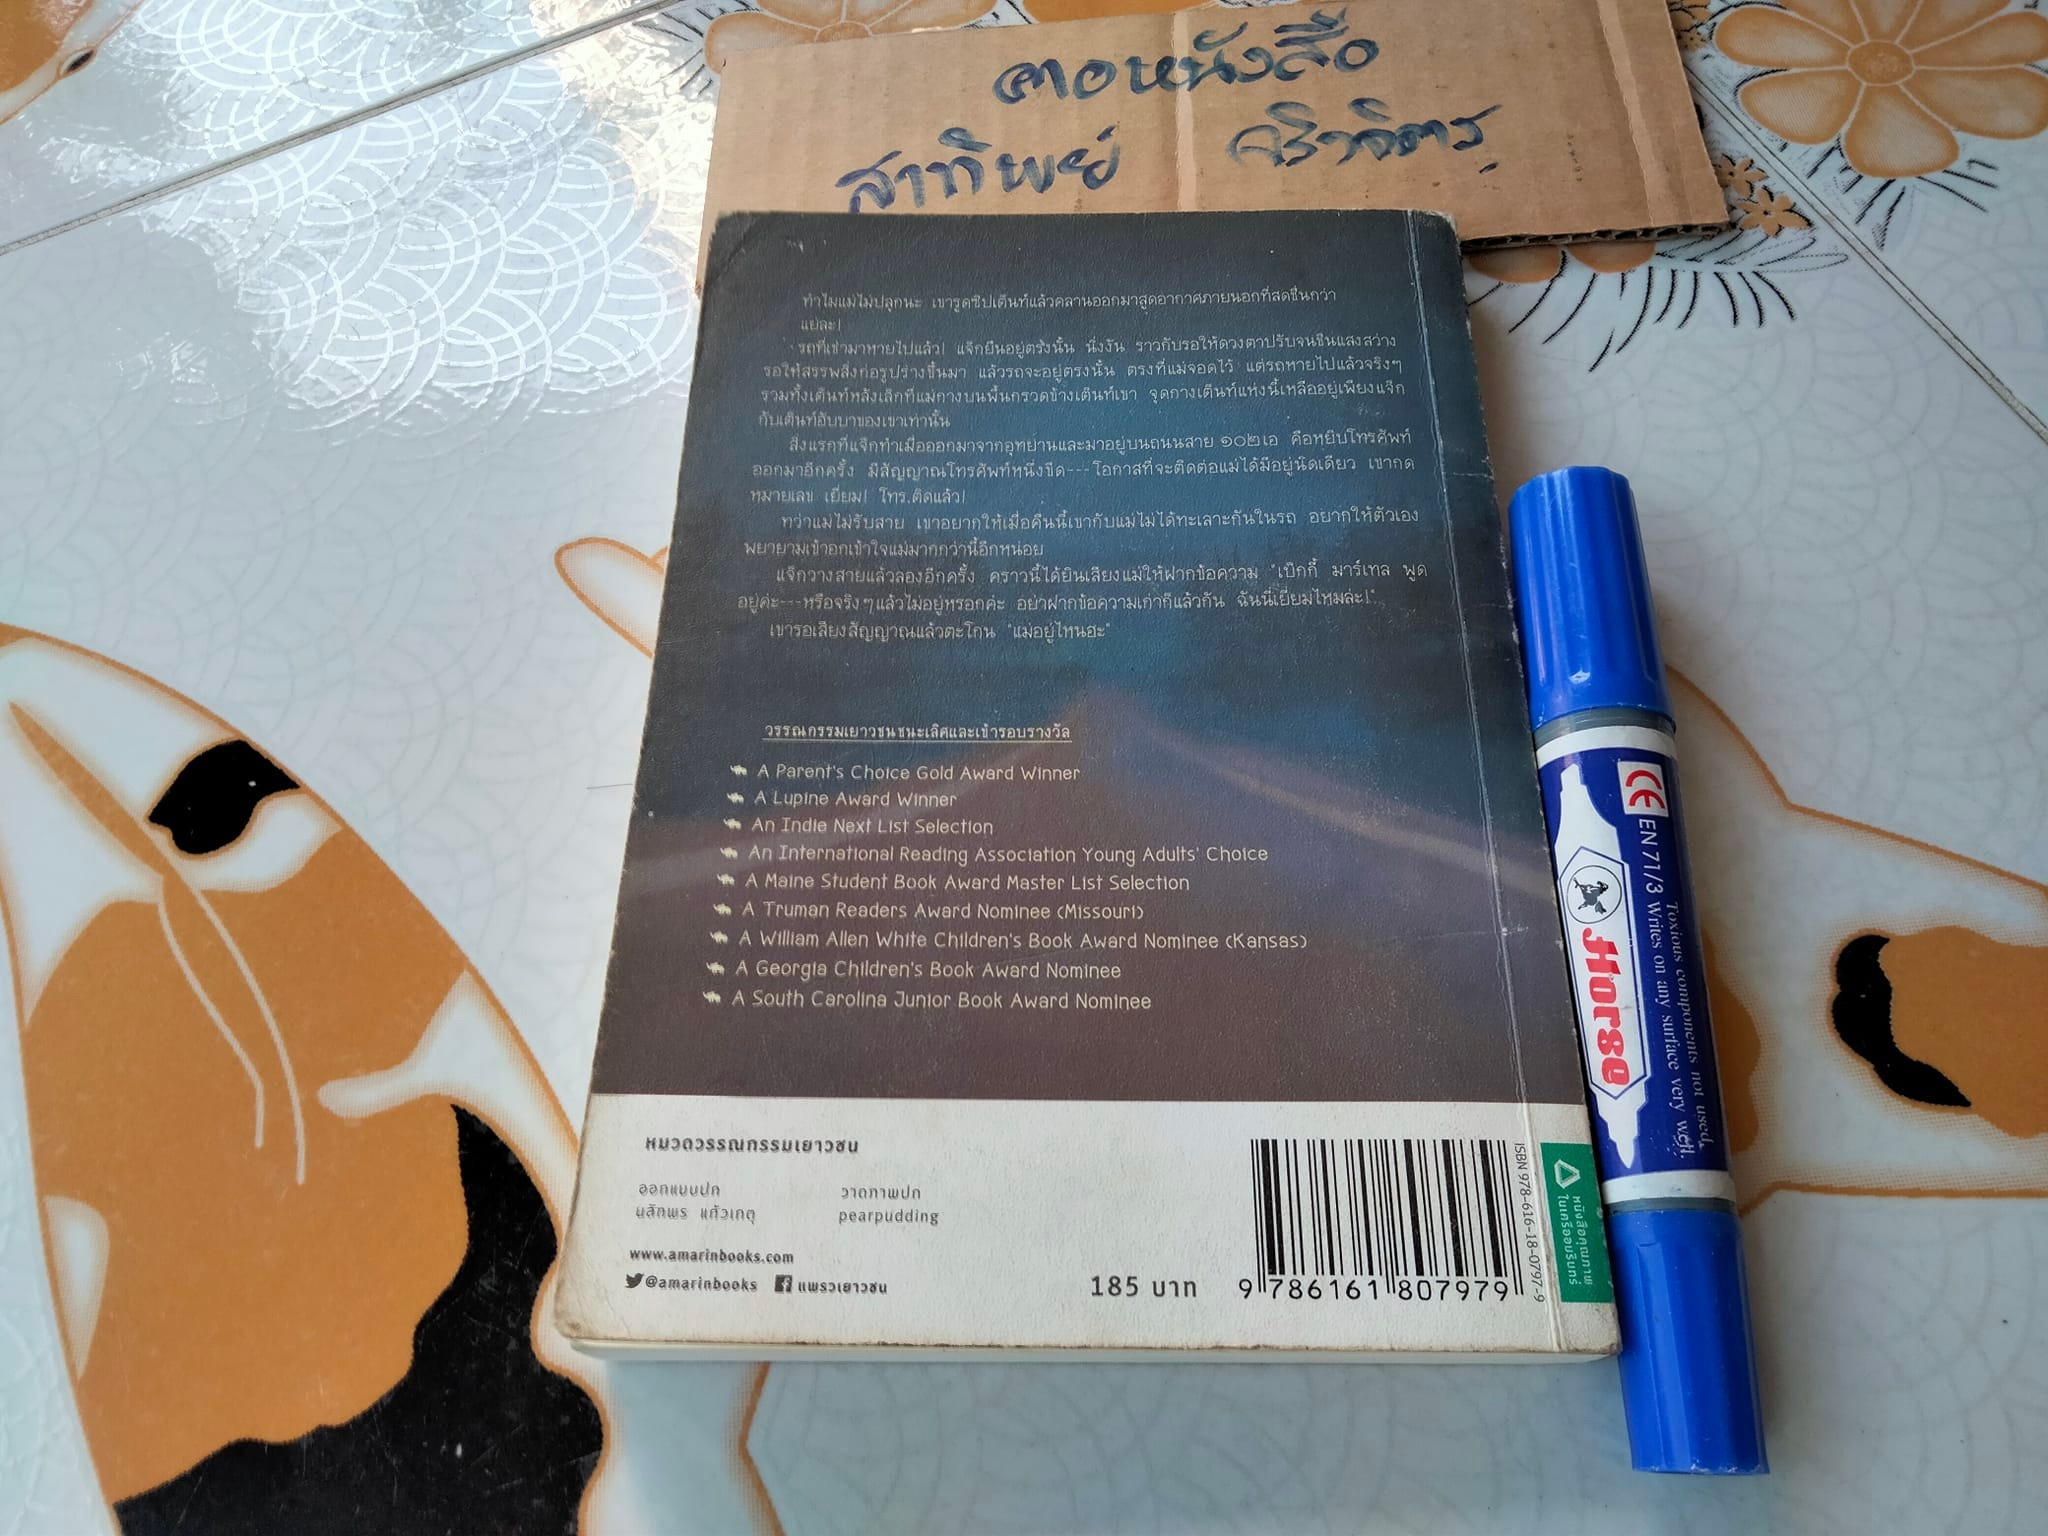 คอหนังสือ
สาทิพย์ ศิริจิตร
ทำไมแม่ไม่ปลุกนะ เขารูดซิปเต็นท์แล้วคลานออกมาสูดอากาศภายนอกที่สดชื่นกว่า
แย่ละ!
รถที่เช่ามาหายไปแล้ว! แจ็กยืนอยู่ตรงนั้น นิ่งงัน ราวกับรอให้ดวงตาปรับจนชินแสงสว่าง
รอให้สรรพสิ่งก่อรูปร่างขึ้นมา แล้วรถจะอยู่ตรงนั้น ตรงที่แม่จอดไว้ แต่รถหายไปแล้วจริงๆ
รวมทั้งเต็นท์หลังเล็กที่แม่กางบนพื้นกรวดข้างเต็นท์เขา จุดกางเต็นท์แห่งนี้เหลืออยู่เพียงแจ็ก
กับเต็นท์อับบาของเขาเท่านั้น
สิ่งแรกที่แจ็กทำเมื่อออกมาจากอุทยานและมาอยู่บนถนนสาย ๑๐๒เอ คือหยิบโทรศัพท์
ออกมาอีกครั้ง มีสัญญาณโทรศัพท์หนึ่งขีด---โอกาสที่จะติดต่อแม่ได้มีอยู่นิดเดียว เขากด
หมายเลข เยี่ยม! โทร.ติดแล้ว!
ทว่าแม่ไม่รับสาย เขาอยากให้เมื่อคืนนี้เขากับแม่ไม่ได้ทะเลาะกันในรถ อยากให้ตัวเอง
พยายามเข้าอกเข้าใจแม่มากกว่านี้อีกหน่อย
แจ็กวางสายแล้วลองอีกครั้ง คราวนี้ได้ยินเสียงแม่ให้ฝากข้อความ "เบ็กกี้ มาร์เทล พูด
อยู่ค่ะ---หรือจริงๆแล้วไม่อยู่หรอกค่ะ อย่าฝากข้อความเก่าก็แล้วกัน ฉันนี่เยี่ยมไหมล่ะ!"
เขารอเสียงสัญญาณแล้วตะโกน "แม่อยู่ไหนฮะ"
วรรณกรรมเยาวชนชนะเลิศและเข้ารอบรางวัล
A Parent's Choice Gold Award Winner
A Lupine Award Winner
An Indie Next List Selection
An International Reading Association Young Adults' Choice
A Maine Student Book Award Master List Selection
A Truman Readers Award Nominee (Missouri)
A William Allen White Children's Book Award Nominee (Kansas)
A Georgia Children's Book Award Nominee
A South Carolina Junior Book Award Nominee
หมวดวรรณกรรมเยาวชน
ออกแบบปก วาดภาพปก
นลัทพร แก้วเกตุ pearpudding
www.amarinbooks.com
@amarinbooks แพรวเยาวชน
185 บาท
9 786161 807979
ISBN 978-616-18-0797-9
หนังสือคุณภาพ
ในเครืออมรินทร์
CE EN 71/3
Toxious components not used.
Writes on any surface very well.
Horse